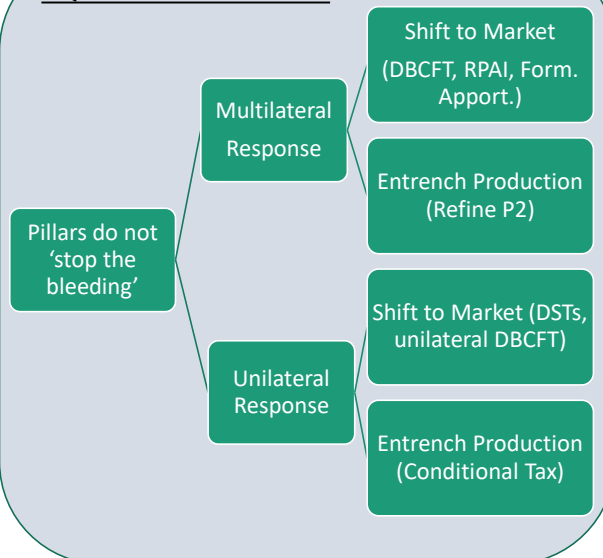 Shift to Market
(DBCFT, RPAI, Form.
Apport.)
Multilateral
Response
Entrench Production
(Refine P2)
Pillars do not
‘stop the
bleeding’
Shift to Market (DSTs,
unilateral DBCFT)
Unilateral
Response
Entrench Production
(Conditional Tax)